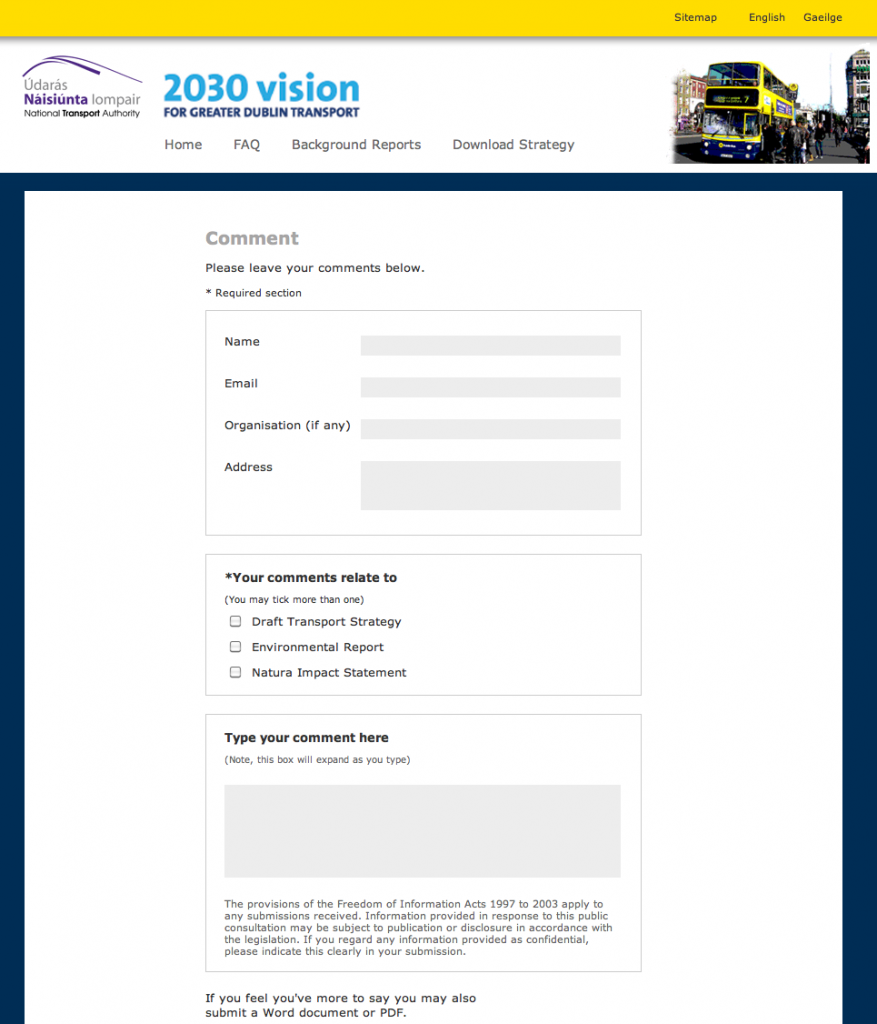 Sitemap English Gaeilge
Údarás
Náisiúnta Iompair
National Transport Authority
2030 vision
FOR GREATER DUBLIN TRANSPORT
7
Home FAQ Background Reports Download Strategy
Comment
Please leave your comments below.
* Required section
Name
Email
Organisation (if any)
Address
*Your comments relate to
(You may tick more than one)
Draft Transport Strategy
Environmental Report
Natura Impact Statement
Type your comment here
(Note, this box will expand as you type)
The provisions of the Freedom of Information Acts 1997 to 2003 apply to
any submissions received. Information provided in response to this public
consultation may be subject to publication or disclosure in accordance with
the legislation. If you regard any information provided as confidential,
please indicate this clearly in your submission.
If you feel you've more to say you may also
submit a Word document or PDF.